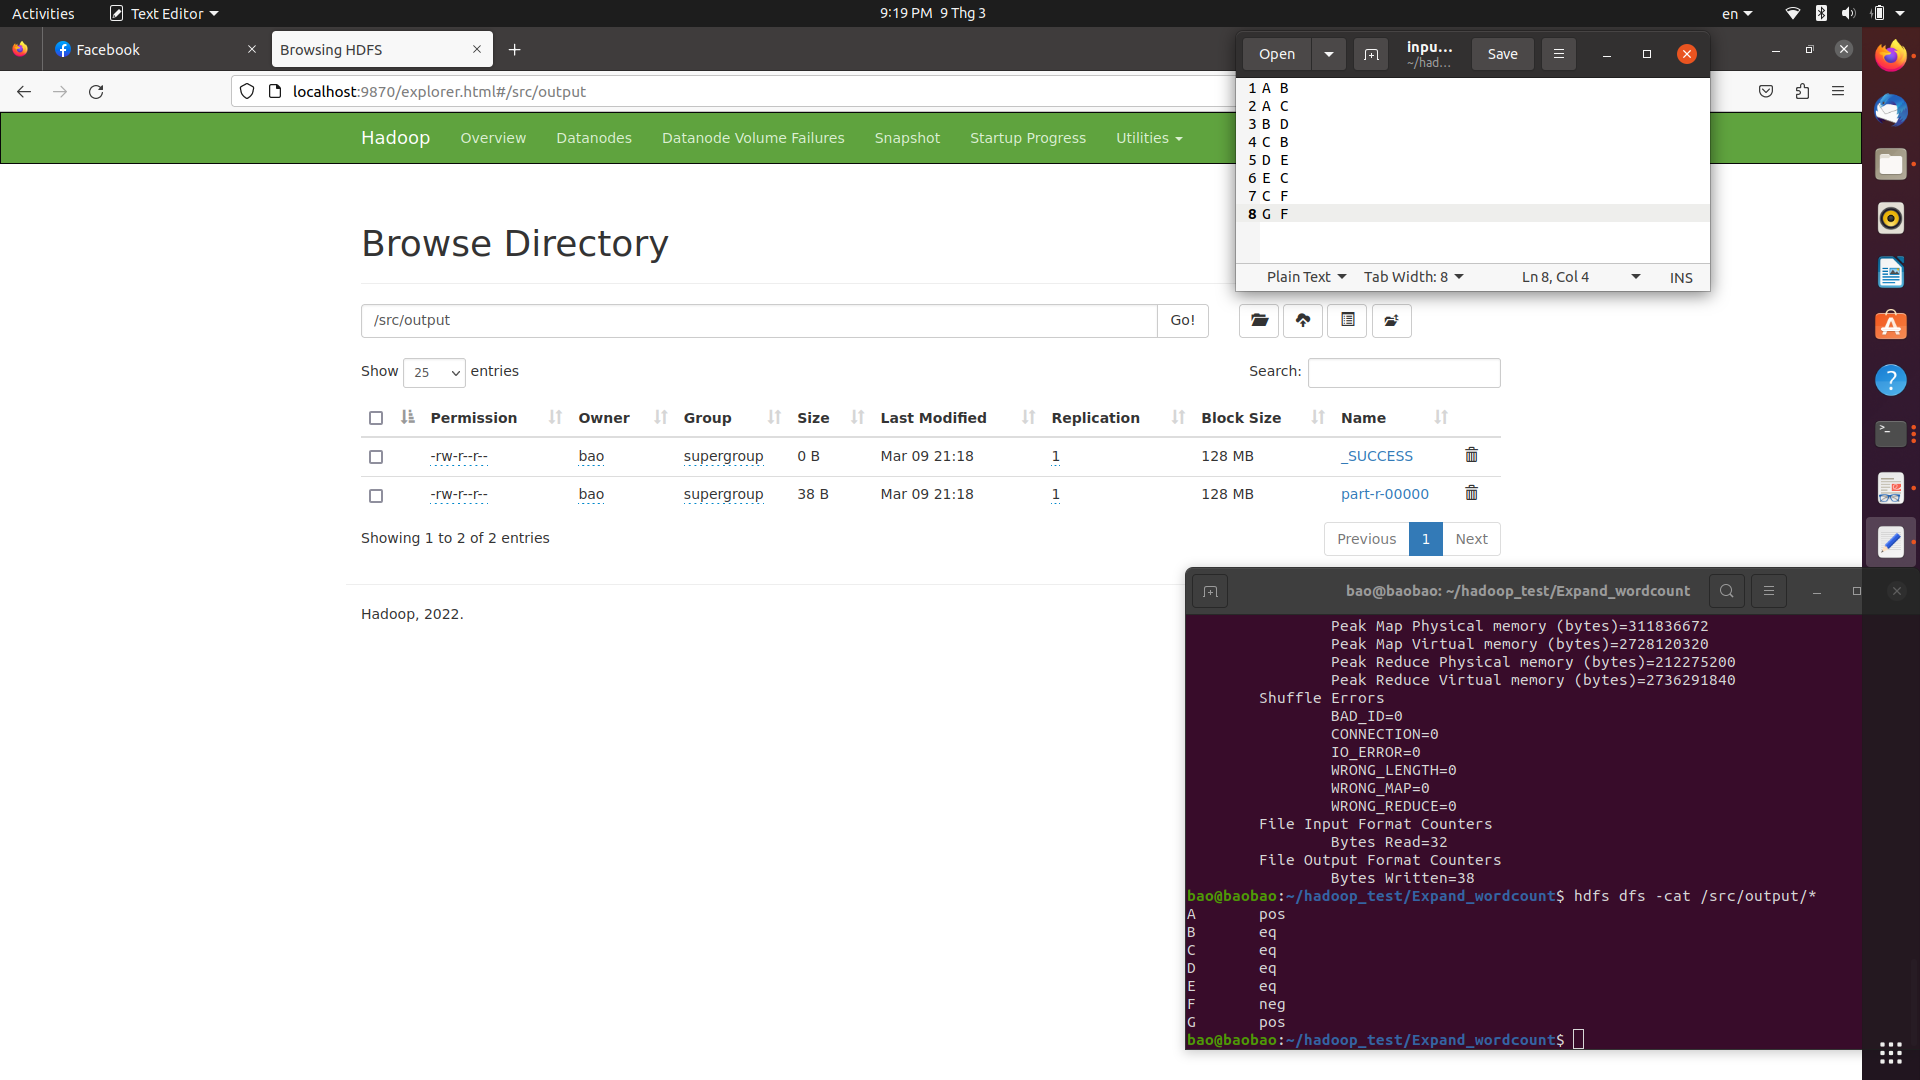 Activities Text Editor 9:19 PM 9 Thg 3 en
Facebook Browsing HDFS
localhost:9870/explorer.html#/src/output
Hadoop Overview Datanodes Datanode Volume Failures Snapshot Startup Progress Utilities
Open inpu... Save
~/had...
1 A B
2 A C
3 B D
4 C B
5 D E
6 E C
7 C F
8 G F
Plain Text Tab Width: 8 Ln 8, Col 4 INS
Browse Directory
/src/output Go!
Show 25 entries Search:
Permission Owner Group Size Last Modified Replication Block Size Name
-rw-r--r-- bao supergroup 0 B Mar 09 21:18 1 128 MB _SUCCESS
-rw-r--r-- bao supergroup 38 B Mar 09 21:18 1 128 MB part-r-00000
Showing 1 to 2 of 2 entries Previous 1 Next
Hadoop, 2022.
bao@baobao: ~/hadoop_test/Expand_wordcount
Peak Map Physical memory (bytes)=311836672
Peak Map Virtual memory (bytes)=2728120320
Peak Reduce Physical memory (bytes)=212275200
Peak Reduce Virtual memory (bytes)=2736291840
Shuffle Errors
BAD_ID=0
CONNECTION=0
IO_ERROR=0
WRONG_LENGTH=0
WRONG_MAP=0
WRONG_REDUCE=0
File Input Format Counters
Bytes Read=32
File Output Format Counters
Bytes Written=38
bao@baobao:~/hadoop_test/Expand_wordcount$ hdfs dfs -cat /src/output/*
A pos
B eq
C eq
D eq
E eq
F neg
G pos
bao@baobao:~/hadoop_test/Expand_wordcount$